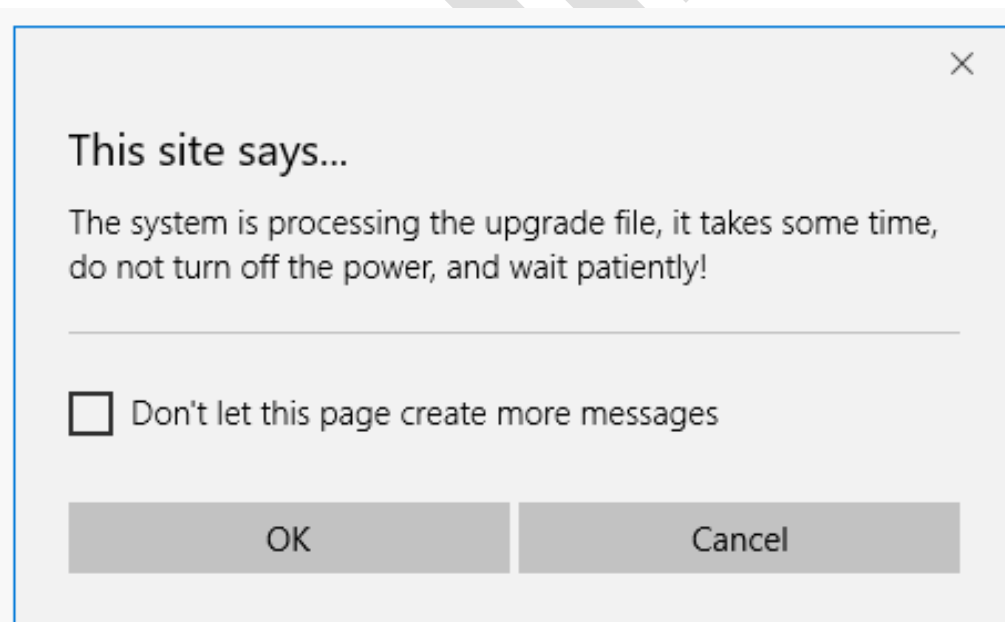 This site says...
The system is processing the upgrade file, it takes some time,
do not turn off the power, and wait patiently!
Don't let this page create more messages
OK
Cancel